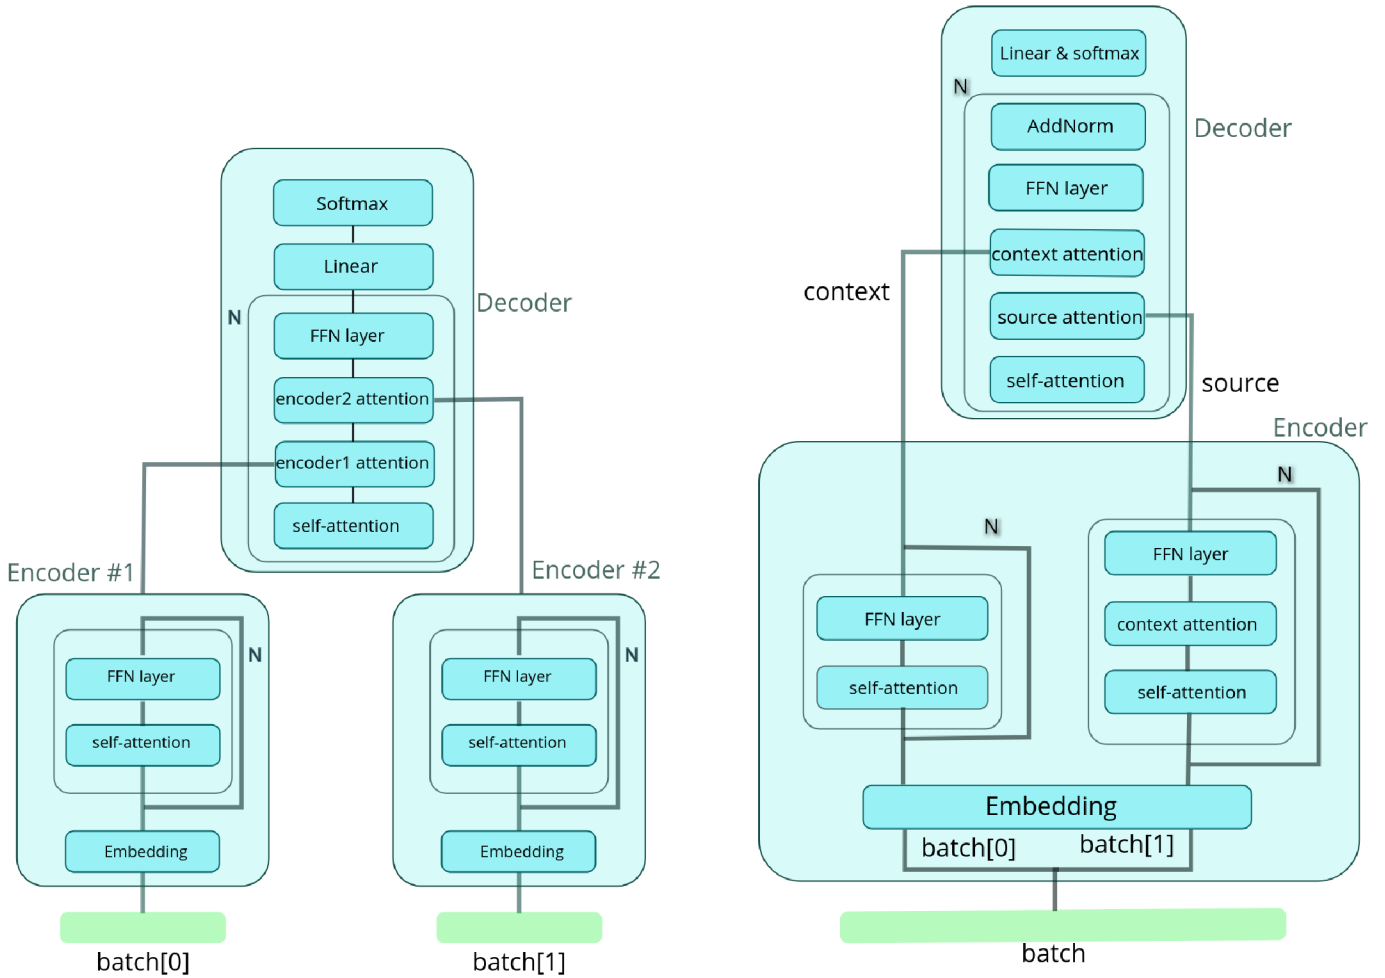 Softmax
Linear
Decoder
N
FFN layer
encoder2 attention
encoder1 attention
self-attention
Encoder #1
N
FFN layer
self-attention
Embedding
batch[0]
Encoder #2
N
FFN layer
self-attention
Embedding
batch[1]
Linear & softmax
N
AddNorm
Decoder
FFN layer
context attention
context
source attention
self-attention
source
Encoder
N
FFN layer
self-attention
N
FFN layer
context attention
self-attention
Embedding
batch[0]
batch[1]
batch